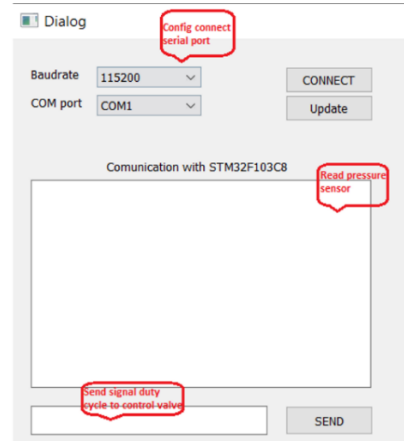 Dialog
Config connect
serial port
Baudrate
115200
CONNECT
COM port
COM1
Update
Comunication with STM32F103C8
Read pressure
sensor
Send signal duty
cycle to control valve
SEND